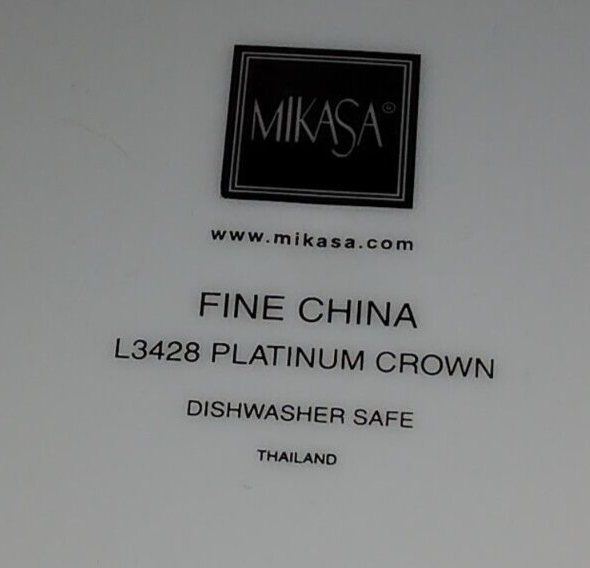 MIKASA®
www.mikasa.com
FINE CHINA
L3428 PLATINUM CROWN
DISHWASHER SAFE
THAILAND